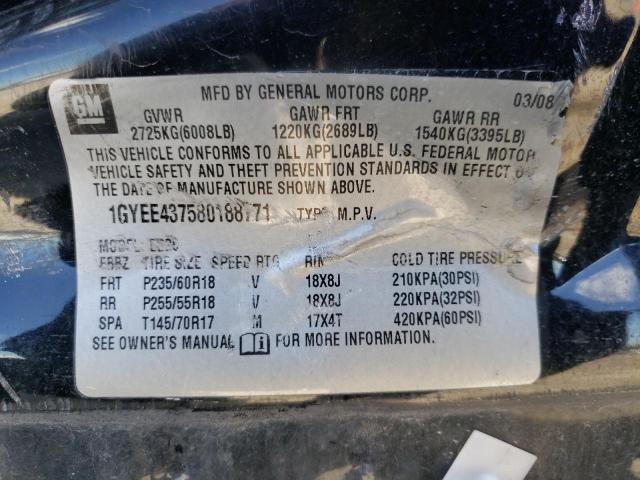 GM MFD BY GENERAL MOTORS CORP. 03/08
GVWR GAWR FRT GAWR RR
2725KG(6008LB) 1220KG(2689LB) 1540KG(3395LB)
THIS VEHICLE CONFORMS TO ALL APPLICABLE U.S. FEDERAL MOTOR
VEHICLE SAFETY AND THEFT PREVENTION STANDARDS IN EFFECT ON
THE DATE OF MANUFACTURE SHOWN ABOVE.
TYPE M.P.V.
MODEL:
TIRE SIZE SPEED RTG RIM COLD TIRE PRESSURE
FRT P235/60R18 V 18X8J 210KPA(30PSI)
RR P255/55R18 V 18X8J 220KPA(32PSI)
SPA T145/70R17 M 17X4T 420KPA(60PSI)
SEE OWNER'S MANUAL FOR MORE INFORMATION.